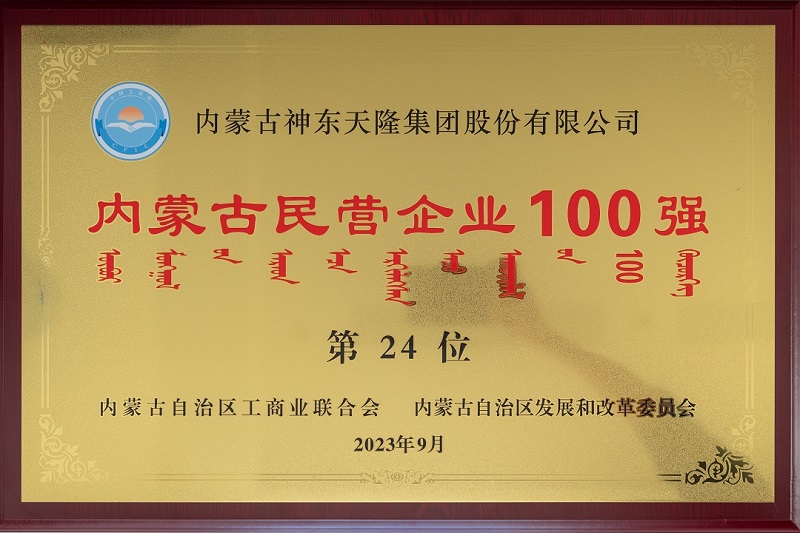 内蒙古神东天隆集团股份有限公司
内蒙古民营企业100强
第 24 位
内蒙古自治区工商业联合会 内蒙古自治区发展和改革委员会
2023年9月